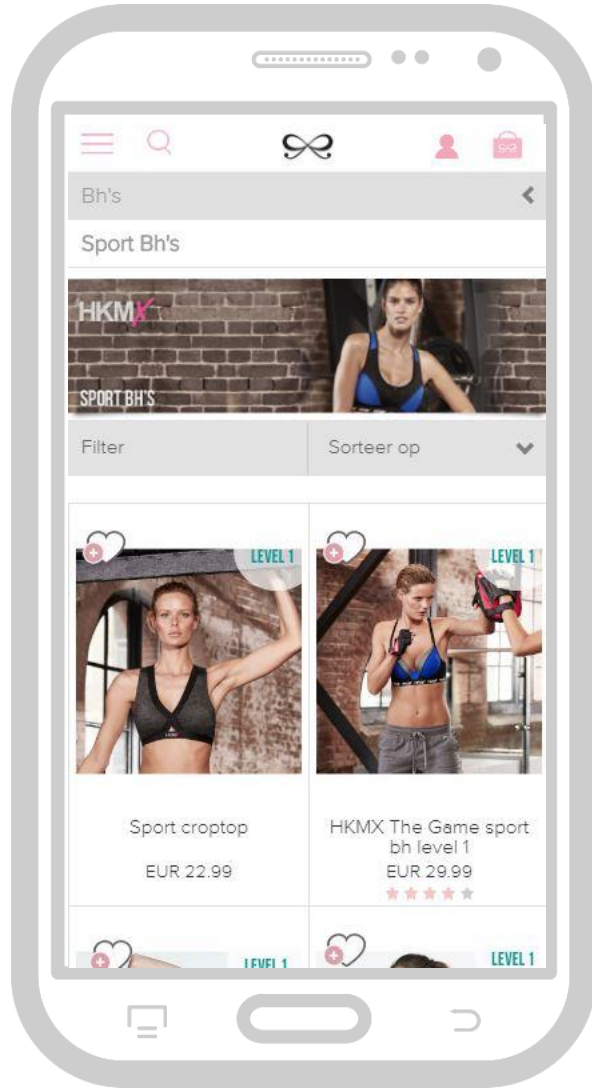 Bh's
Sport Bh's
HKMX
SPORT BH'S
Filter
Sorteer op
LEVEL 1
LEVEL 1
Sport croptop
EUR 22.99
HKMX The Game sport
bh level 1
EUR 29.99
LEVEL 1
LEVEL 1